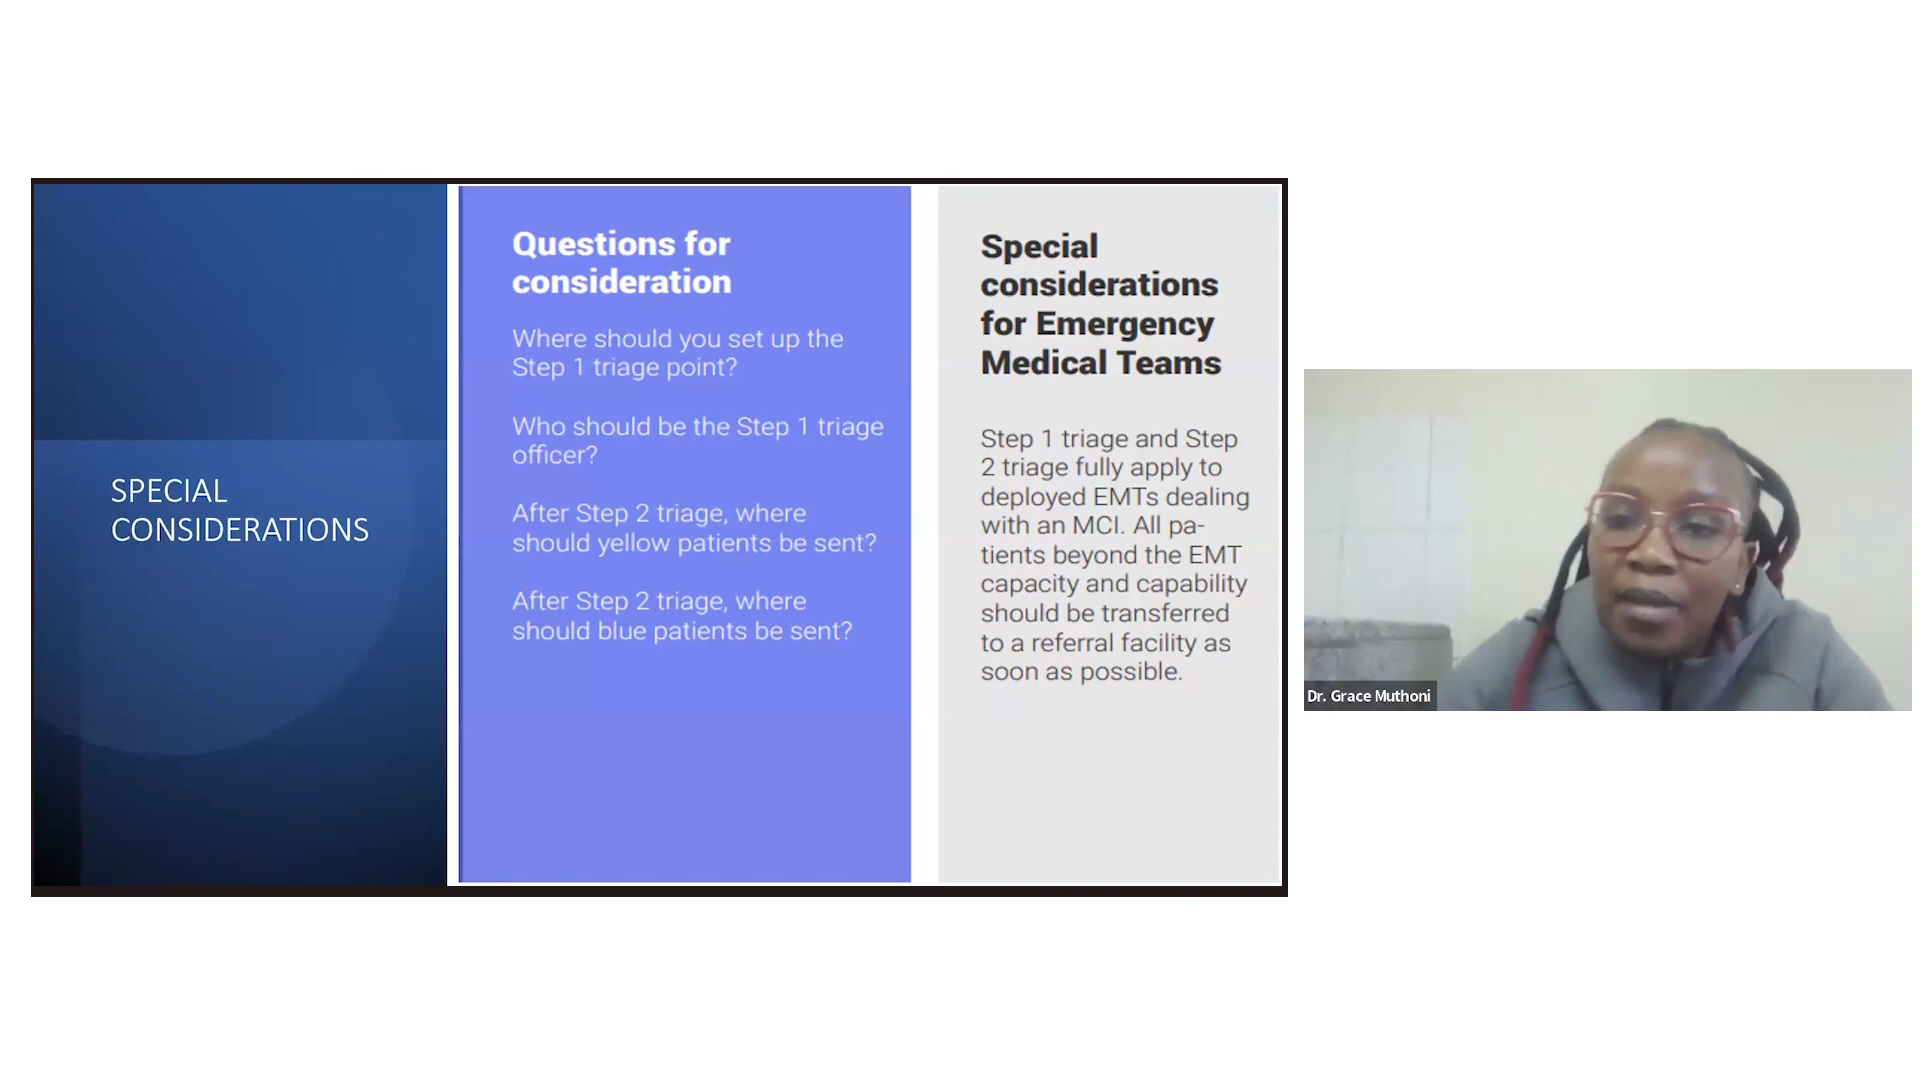 SPECIAL
CONSIDERATIONS
Questions for
consideration
Where should you set up the
Step 1 triage point?
Who should be the Step 1 triage
officer?
After Step 2 triage, where
should yellow patients be sent?
After Step 2 triage, where
should blue patients be sent?
Special
considerations
for Emergency
Medical Teams
Step 1 triage and Step
2 triage fully apply to
deployed EMTs dealing
with an MCI. All pa-
tients beyond the EMT
capacity and capability
should be transferred
to a referral facility as
soon as possible.
Dr. Grace Muthoni